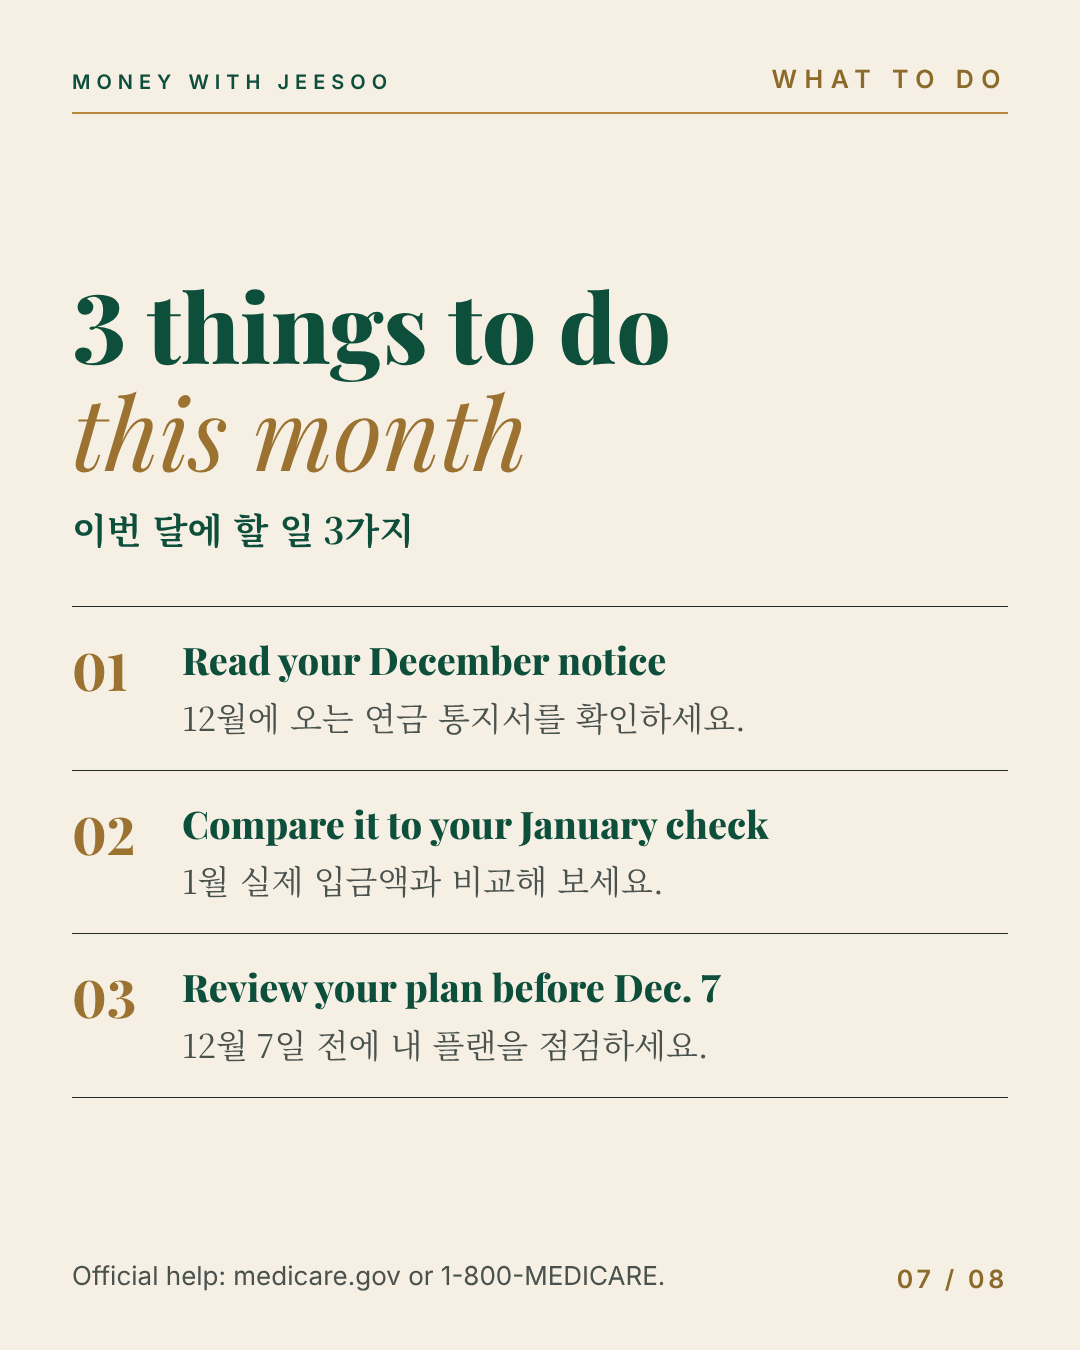 MONEY WITH JEESOO
WHAT TO DO
3 things to do
this month
이번 달에 할 일 3가지
01
Read your December notice
12월에 오는 연금 통지서를 확인하세요.
02
Compare it to your January check
1월 실제 입금액과 비교해 보세요.
03
Review your plan before Dec. 7
12월 7일 전에 내 플랜을 점검하세요.
Official help: medicare.gov or 1-800-MEDICARE.
07 / 08